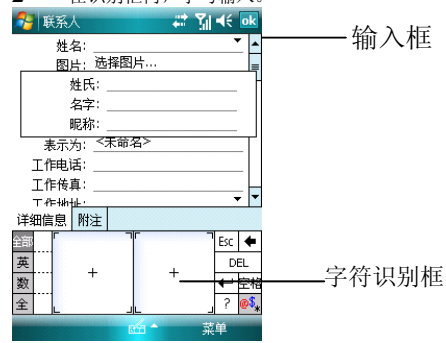 2 在识别框内，手写输入。
联系人 ok
输入框
姓名:
图片: 选择图片...
姓氏:
名字:
昵称:
表示为: <未命名>
工作电话:
工作传真:
工作地址:
详细信息 附注
全部 Esc
英 + + DEL
数 空格
全 ? @$*
字符识别框
菜单